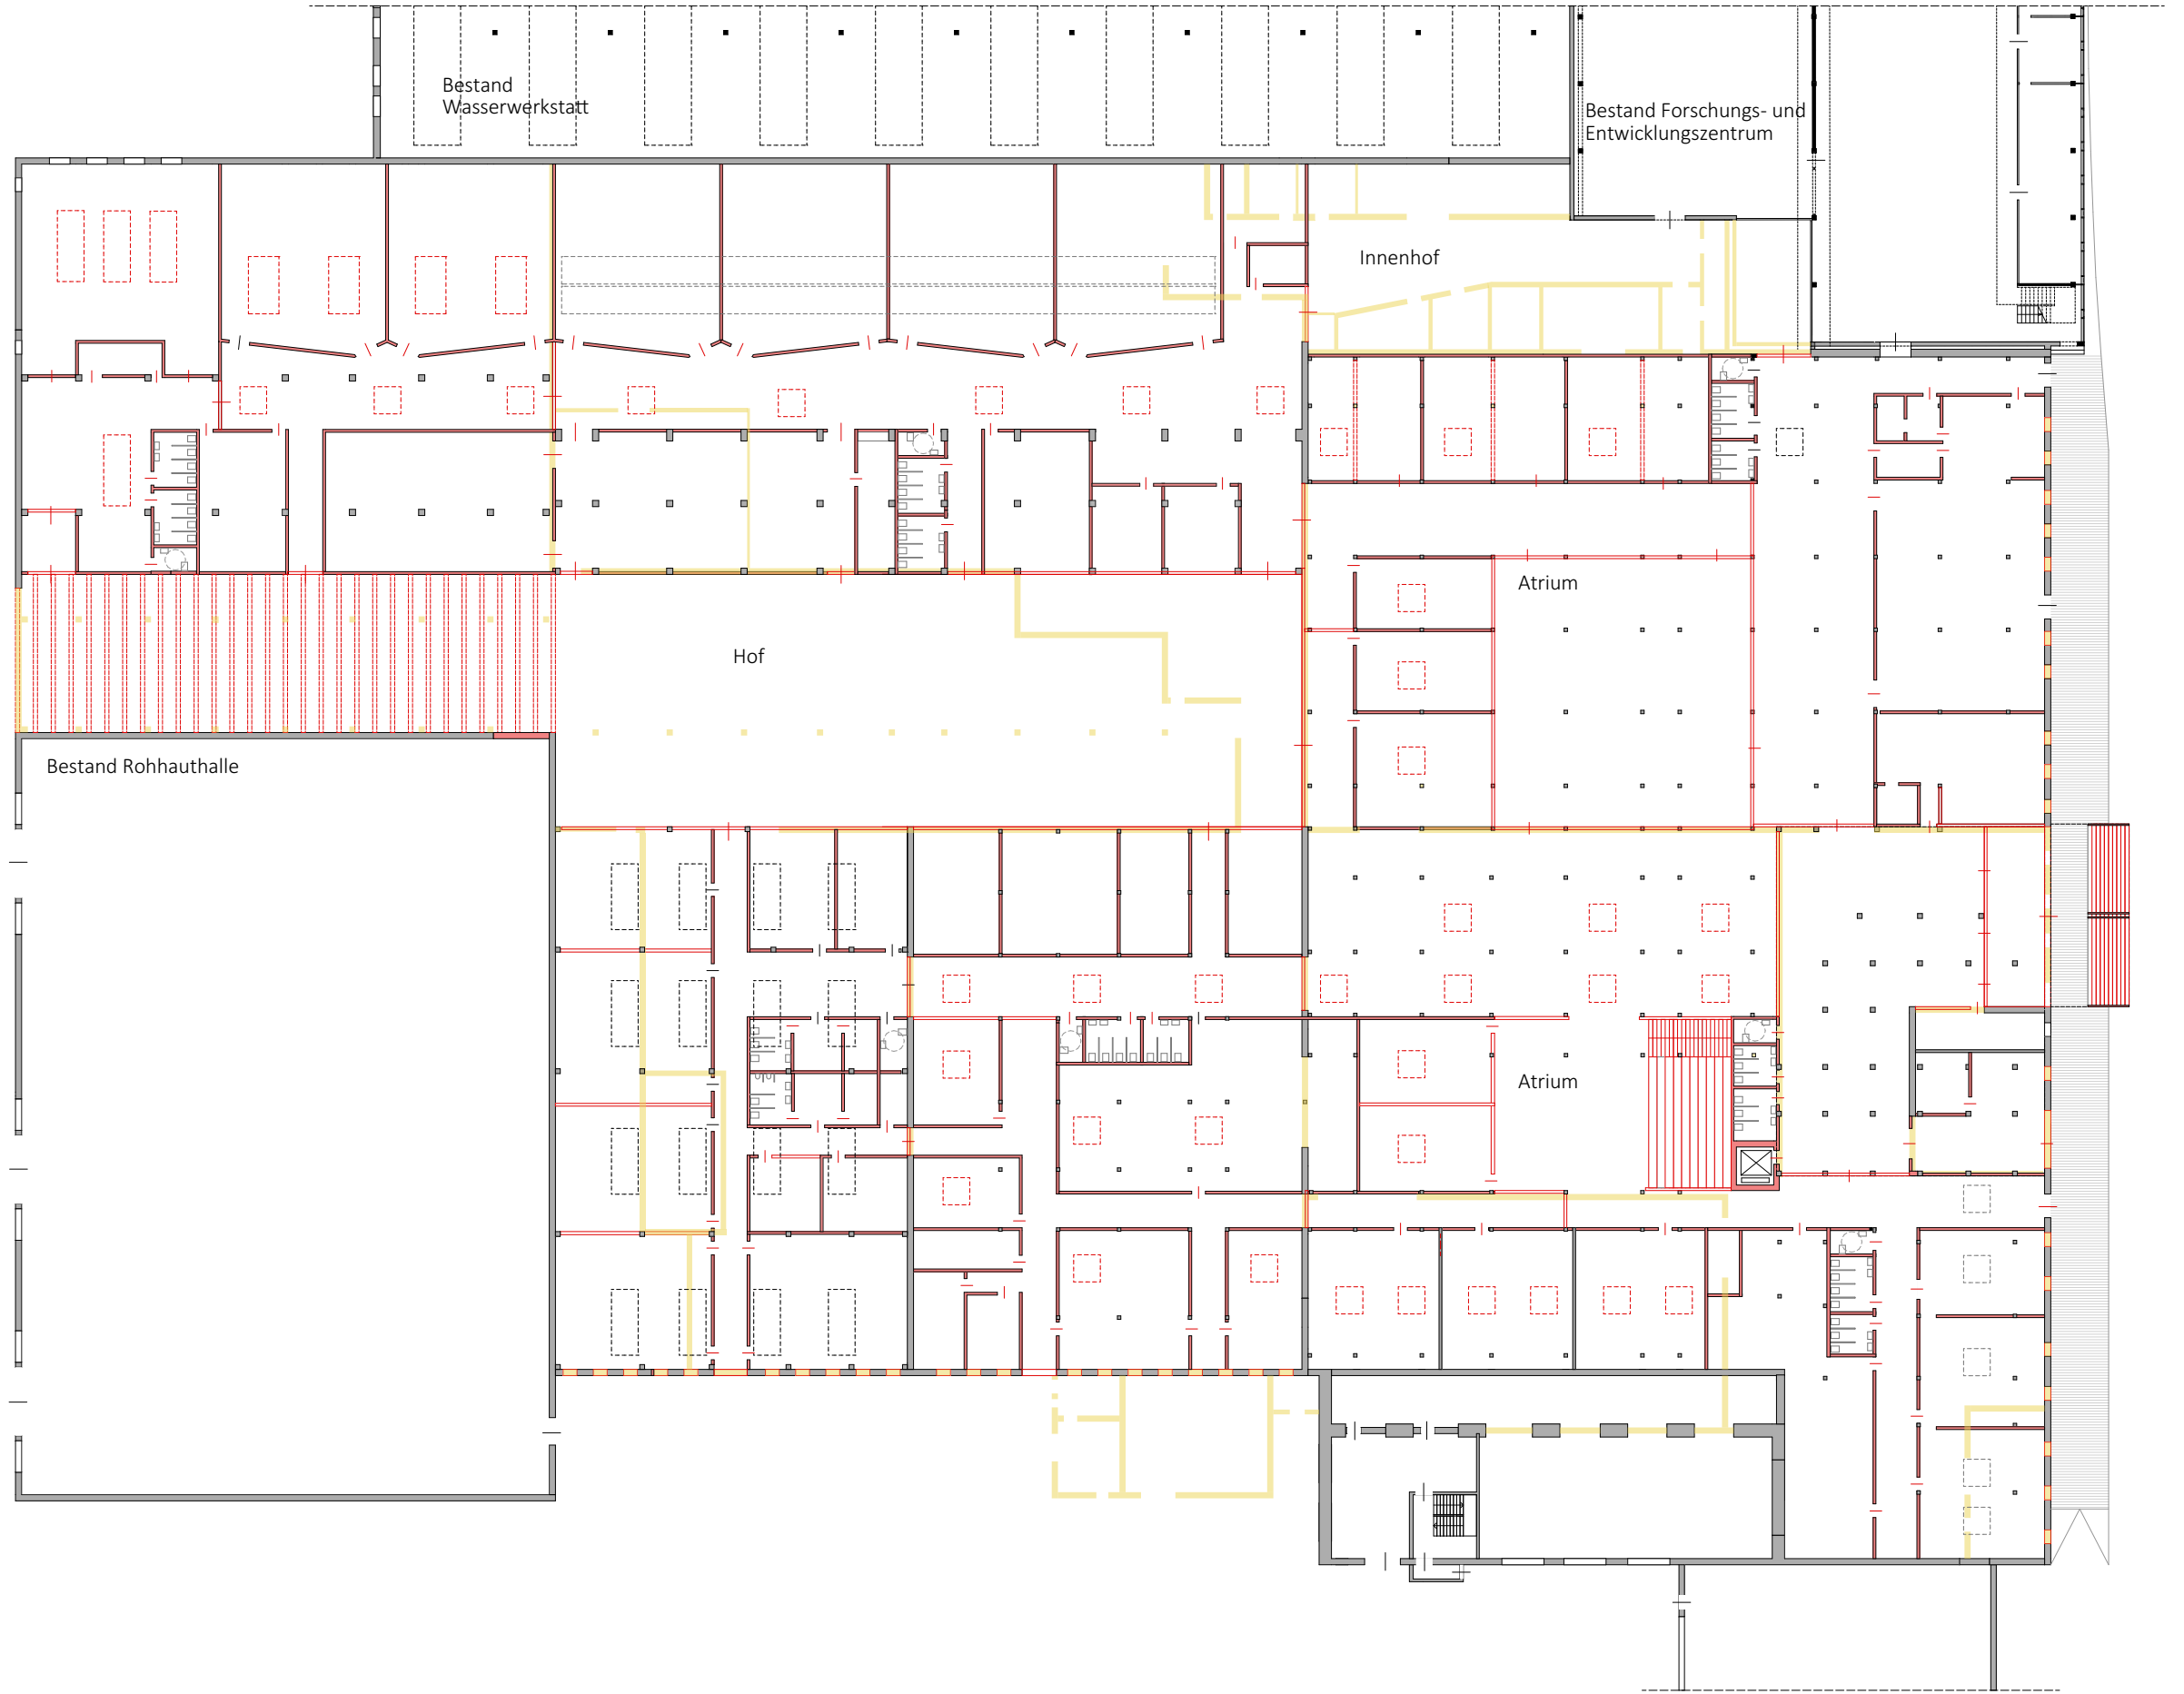 Bestand
Wasserwerkstatt
Bestand Forschungs- und
Entwicklungszentrum
Innenhof
Atrium
Hof
Bestand Rohhauthalle
Atrium